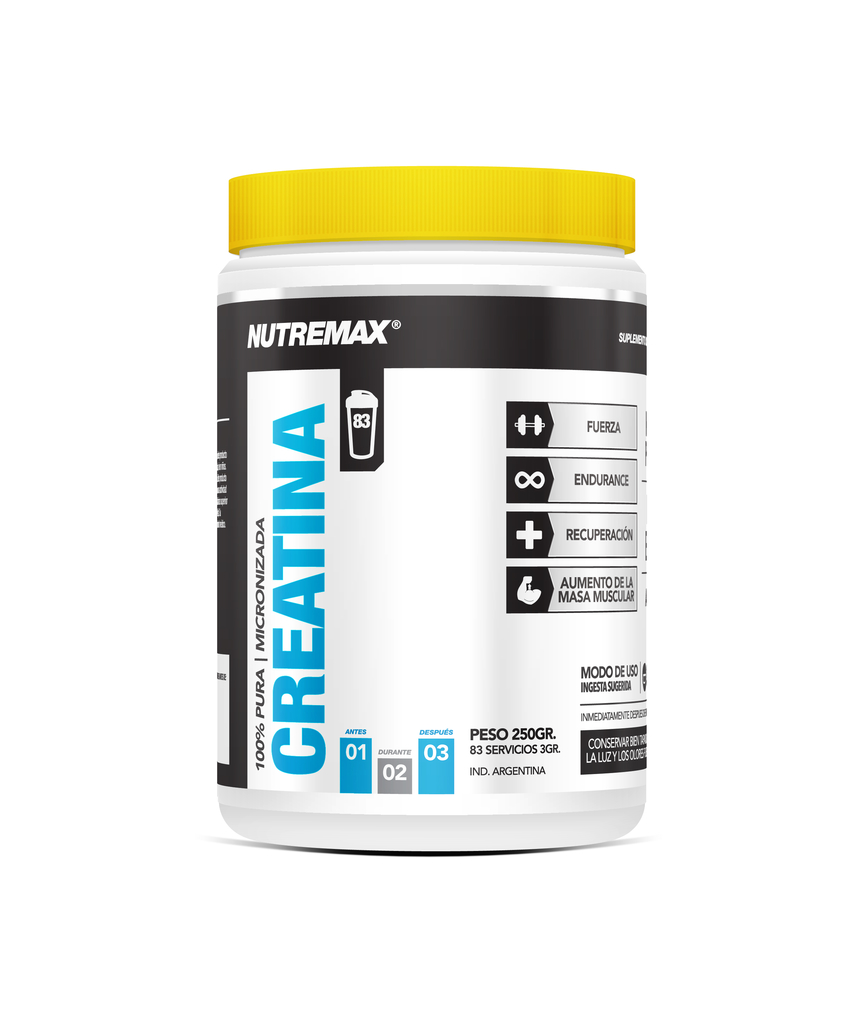 NUTREMAX®
83
100% PURA | MICRONIZADA
CREATINA
FUERZA
ENDURANCE
RECUPERACIÓN
AUMENTO DE LA
MASA MUSCULAR
MODO DE USO
INGESTA SUGERIDA
INMEDIATAMENTE
CONSERVAR BIEN
LA LUZ Y LOS
ANTES
01
DURANTE
02
DESPUÉS
03
PESO 250GR.
83 SERVICIOS 3GR.
IND. ARGENTINA